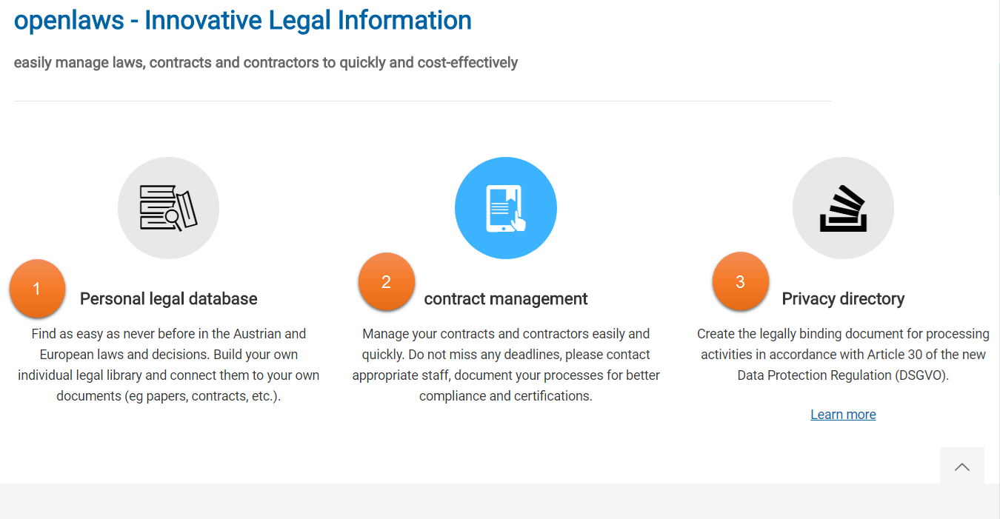 openlaws - Innovative Legal Information
easily manage laws, contracts and contractors to quickly and cost-effectively
1
Personal legal database
Find as easy as never before in the Austrian and
European laws and decisions. Build your own
individual legal library and connect them to your own
documents (eg papers, contracts, etc.).
2
contract management
Manage your contracts and contractors easily and
quickly. Do not miss any deadlines, please contact
appropriate staff, document your processes for better
compliance and certifications.
3
Privacy directory
Create the legally binding document for processing
activities in accordance with Article 30 of the new
Data Protection Regulation (DSGVO).
Learn more